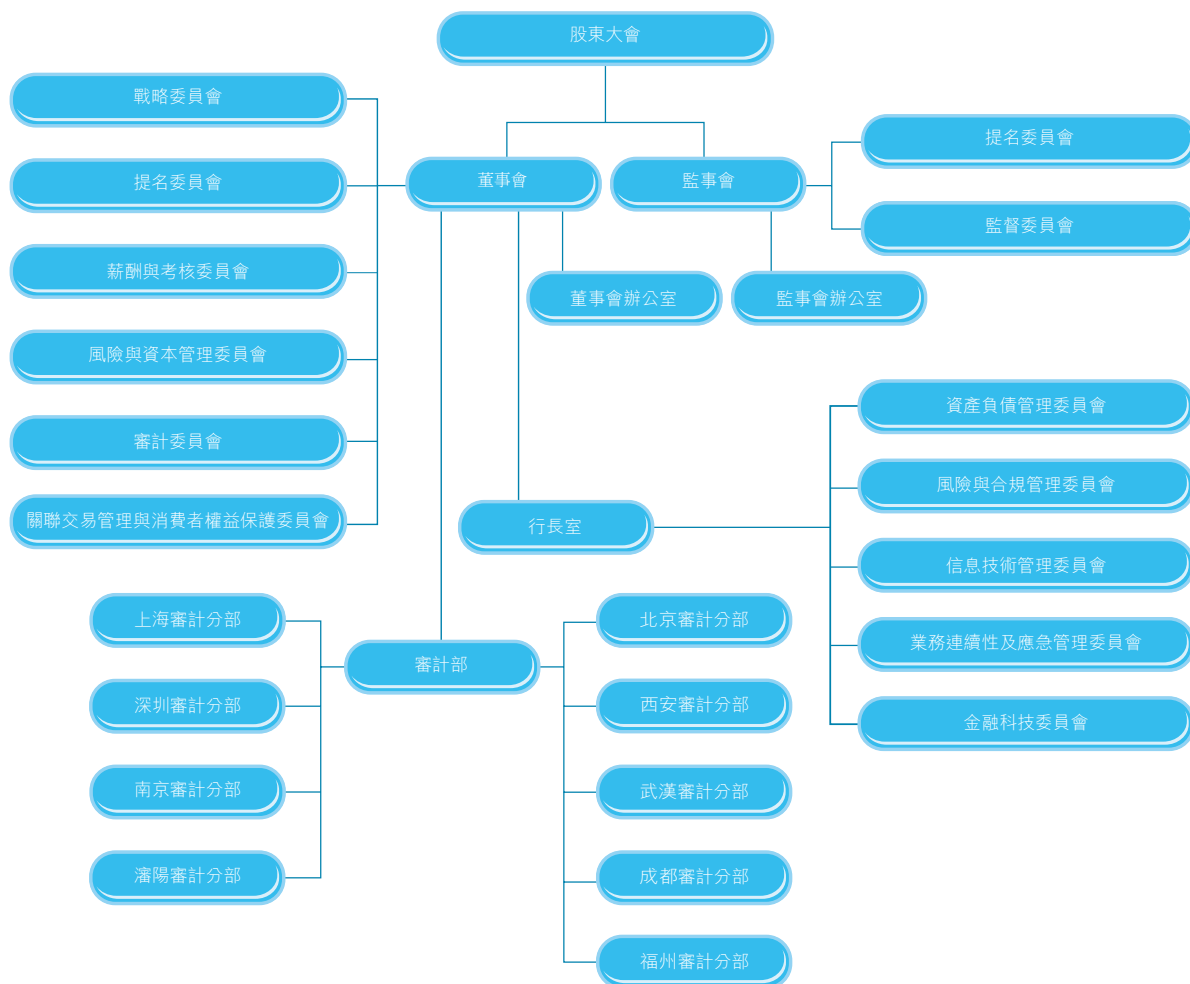 股東大會
戰略委員會
提名委員會
薪酬與考核委員會
風險與資本管理委員會
審計委員會
關聯交易管理與消費者權益保護委員會
董事會
監事會
提名委員會
監督委員會
董事會辦公室
監事會辦公室
行長室
資產負債管理委員會
風險與合規管理委員會
信息技術管理委員會
業務連續性及應急管理委員會
金融科技委員會
審計部
上海審計分部
深圳審計分部
南京審計分部
瀋陽審計分部
北京審計分部
西安審計分部
武漢審計分部
成都審計分部
福州審計分部